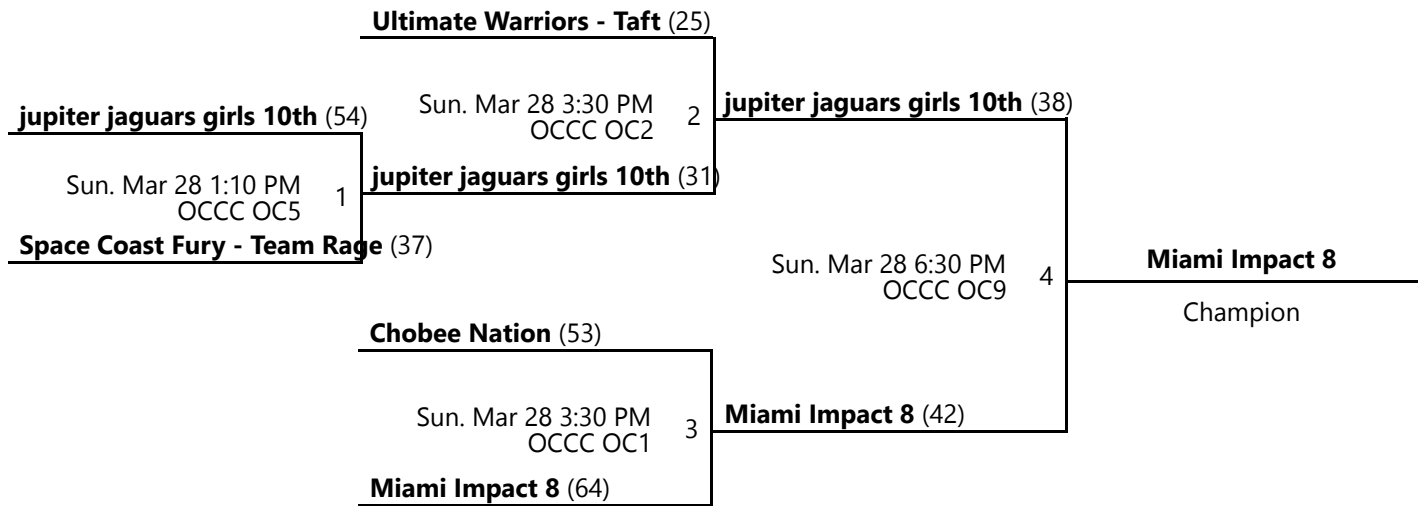 Ultimate Warriors - Taft (25)
jupiter jaguars girls 10th (54)
Sun. Mar 28 3:30 PM
OCCC OC2
2
jupiter jaguars girls 10th (38)
Sun. Mar 28 1:10 PM
OCCC OC5
1
jupiter jaguars girls 10th (31)
Space Coast Fury - Team Rage (37)
Sun. Mar 28 6:30 PM
OCCC OC9
4
Miami Impact 8
Champion
Chobee Nation (53)
Sun. Mar 28 3:30 PM
OCCC OC1
3
Miami Impact 8 (42)
Miami Impact 8 (64)